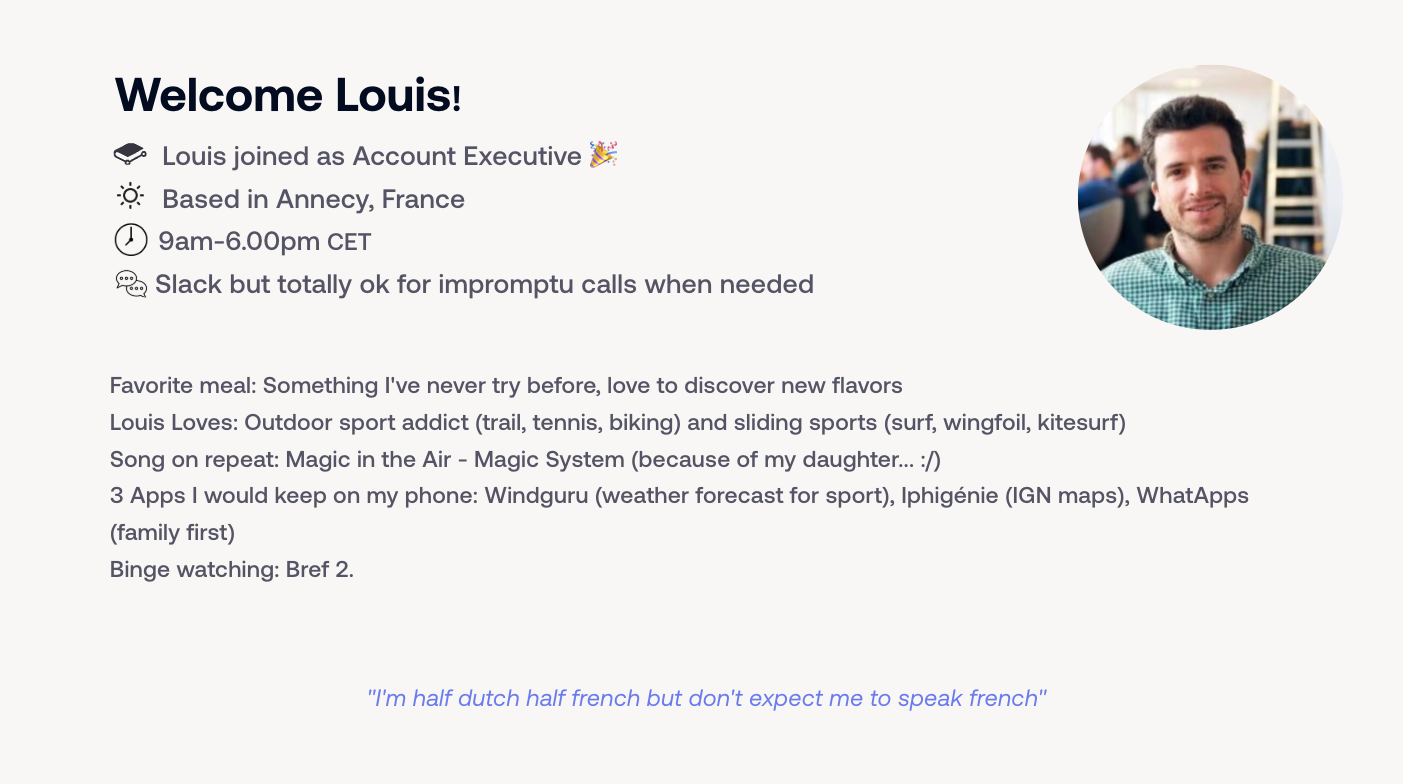 Welcome Louis!
Louis joined as Account Executive 🎉
Based in Annecy, France
9am-6.00pm CET
Slack but totally ok for impromptu calls when needed
Favorite meal: Something I've never try before, love to discover new flavors
Louis Loves: Outdoor sport addict (trail, tennis, biking) and sliding sports (surf, wingfoil, kitesurf)
Song on repeat: Magic in the Air - Magic System (because of my daughter... :/)
3 Apps I would keep on my phone: Windguru (weather forecast for sport), Iphigénie (IGN maps), WhatApps
(family first)
Binge watching: Bref 2.
"I'm half dutch half french but don't expect me to speak french"